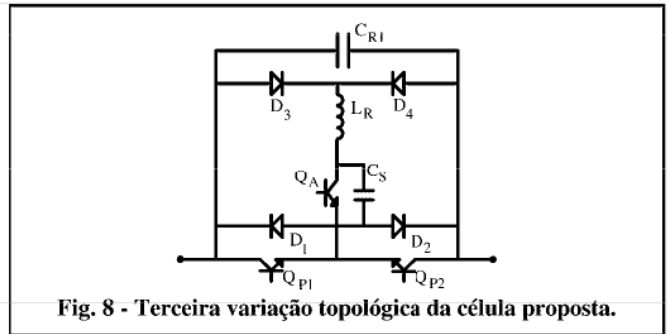 C_R1
D_3
D_4
L_R
Q_A
C_S
D_1
D_2
Q_P1
Q_P2
Fig. 8 - Terceira variação topológica da célula proposta.